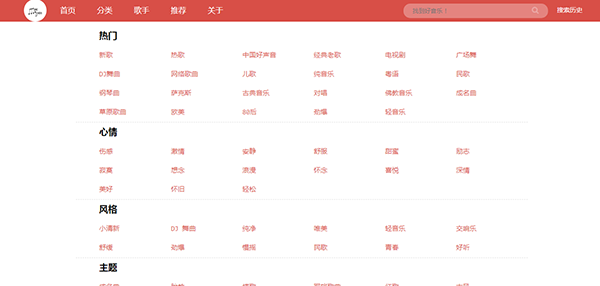 首页 分类 歌手 推荐 关于 找到好音乐！ 搜索历史
热门
新歌 热歌 中国好声音 经典老歌 电视剧 广场舞
DJ舞曲 网络歌曲 儿歌 纯音乐 粤语 民歌
钢琴曲 萨克斯 古典音乐 对唱 佛教音乐 成名曲
草原歌曲 欧美 80后 劲爆 轻音乐
心情
伤感 激情 安静 舒服 甜蜜 励志
寂寞 想念 浪漫 怀念 喜悦 深情
美好 怀旧 轻松
风格
小清新 DJ 舞曲 纯净 唯美 轻音乐 交响乐
舒缓 劲爆 慢摇 民歌 青春 好听
主题